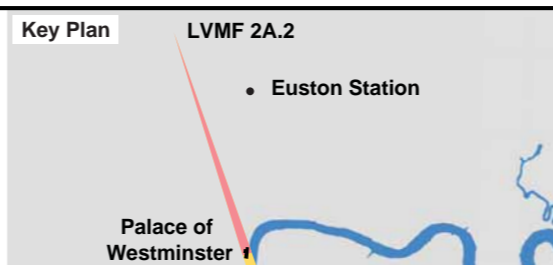 Key Plan
LVMF 2A.2
Euston Station
Palace of
Westminster